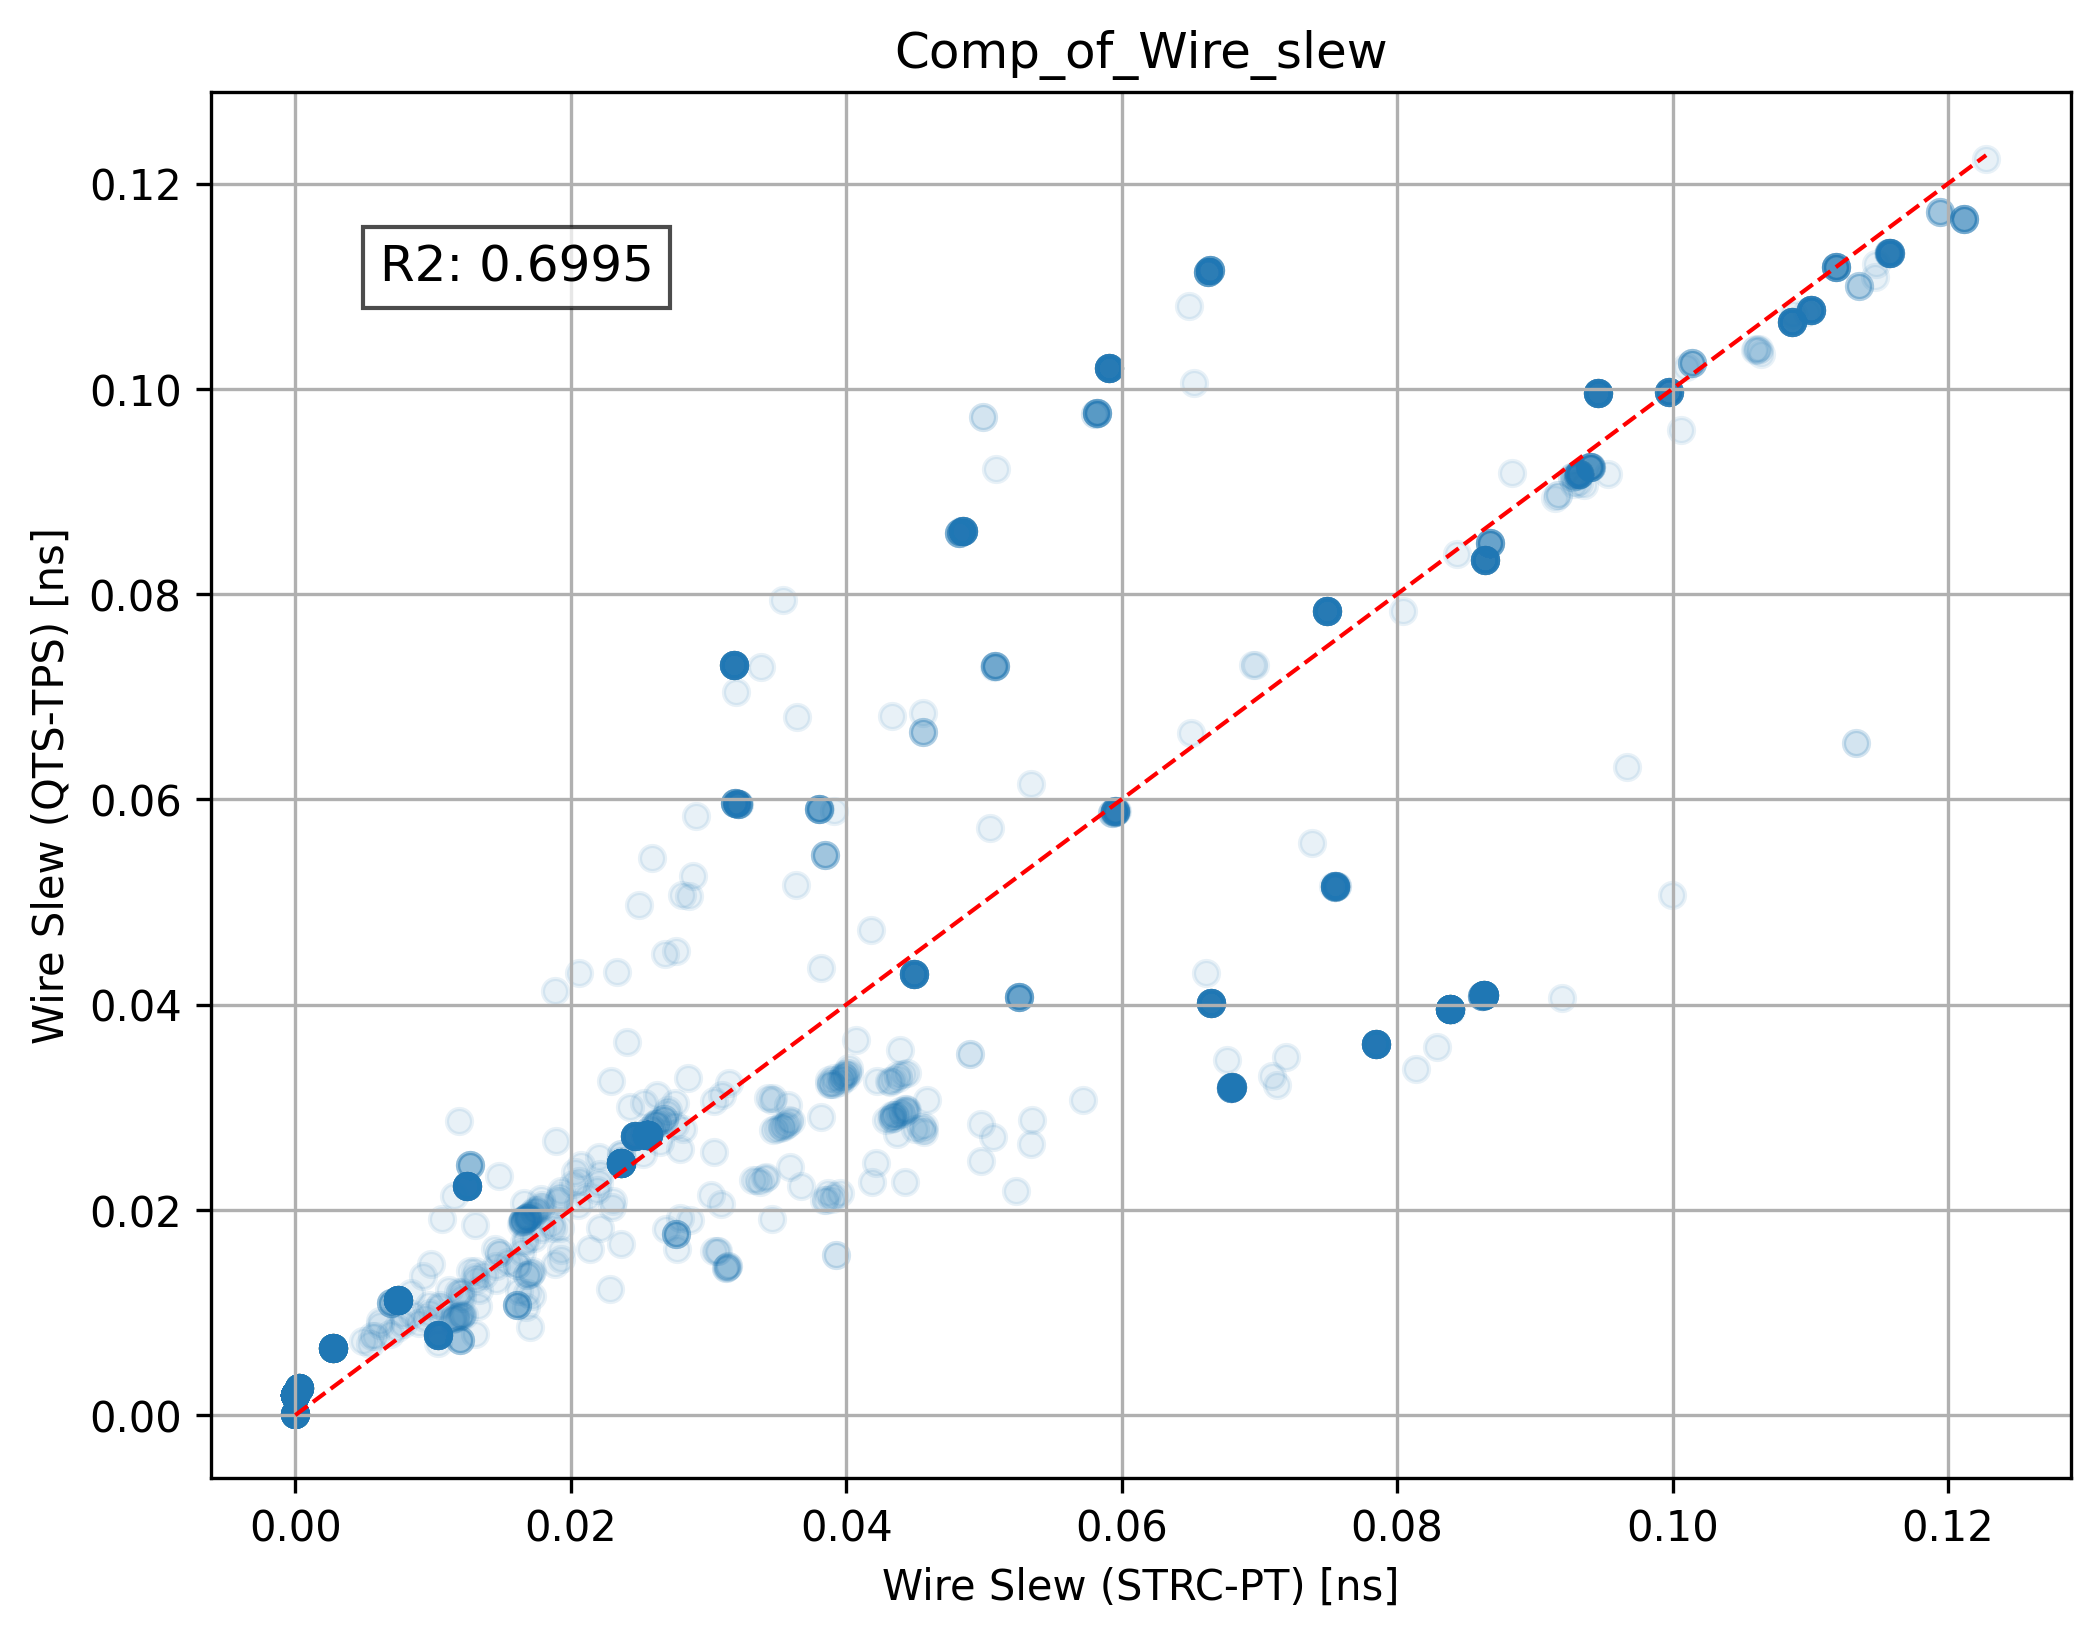 Comp_of_Wire_slew
R2: 0.6995
Wire Slew (QTS-TPS) [ns]
0.12
0.10
0.08
0.06
0.04
0.02
0.00
0.00 0.02 0.04 0.06 0.08 0.10 0.12
Wire Slew (STRC-PT) [ns]